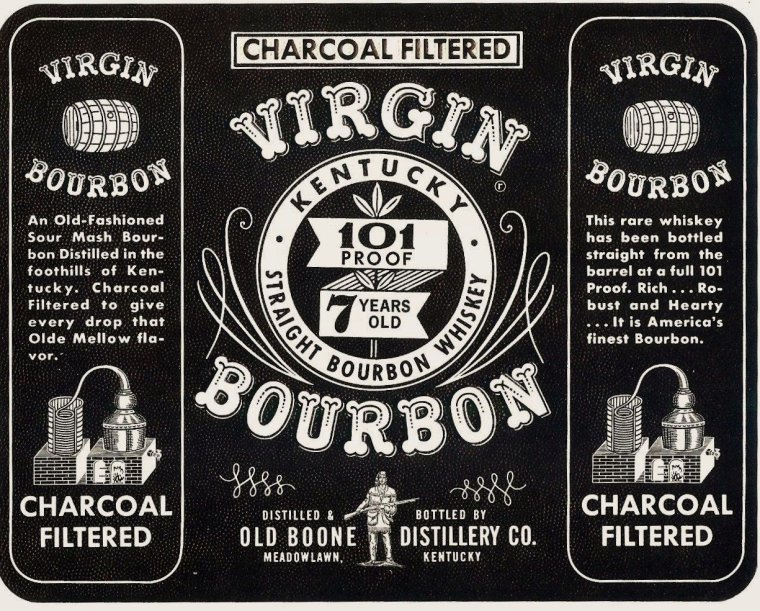 VIRGIN
BOURBON
An Old-Fashioned
Sour Mash Bour-
bon Distilled in the
foothills of Ken-
tucky. Charcoal
Filtered to give
every drop that
Olde Mellow fla-
vor.
CHARCOAL
FILTERED
CHARCOAL FILTERED
VIRGIN
®
KENTUCKY
101
PROOF
7 YEARS
OLD
STRAIGHT BOURBON WHISKEY
BOURBON
DISTILLED & BOTTLED BY
OLD BOONE DISTILLERY CO.
MEADOWLAWN, KENTUCKY
VIRGIN
BOURBON
This rare whiskey
has been bottled
straight from the
barrel at a full 101
Proof. Rich . . . Ro-
bust and Hearty
. . . It is America's
finest Bourbon.
CHARCOAL
FILTERED